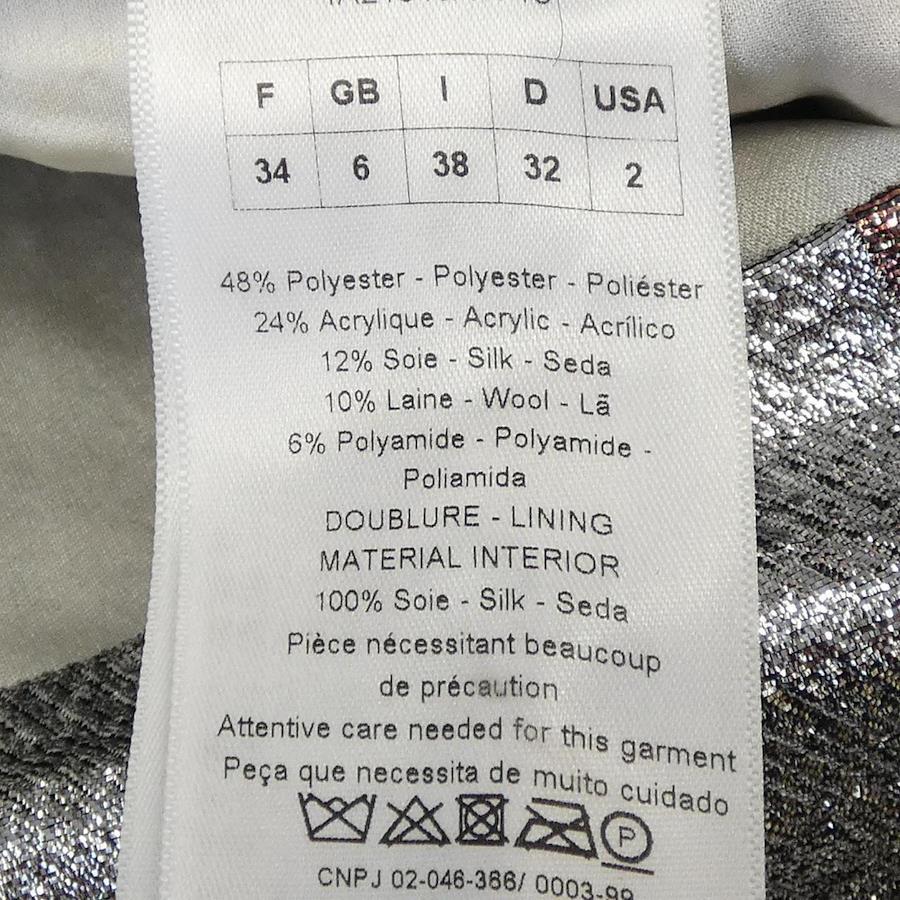 F GB I D USA
34 6 38 32 2
48% Polyester - Polyester - Poliéster
24% Acrylique - Acrylic - Acrílico
12% Soie - Silk - Seda
10% Laine - Wool - Lã
6% Polyamide - Polyamide -
Poliamida
DOUBLURE - LINING
MATERIAL INTERIOR
100% Soie - Silk - Seda
Pièce nécessitant beaucoup
de précaution
Attentive care needed for this garment
Peça que necessita de muito cuidado
P
CNPJ 02-046-366/ 0003-99